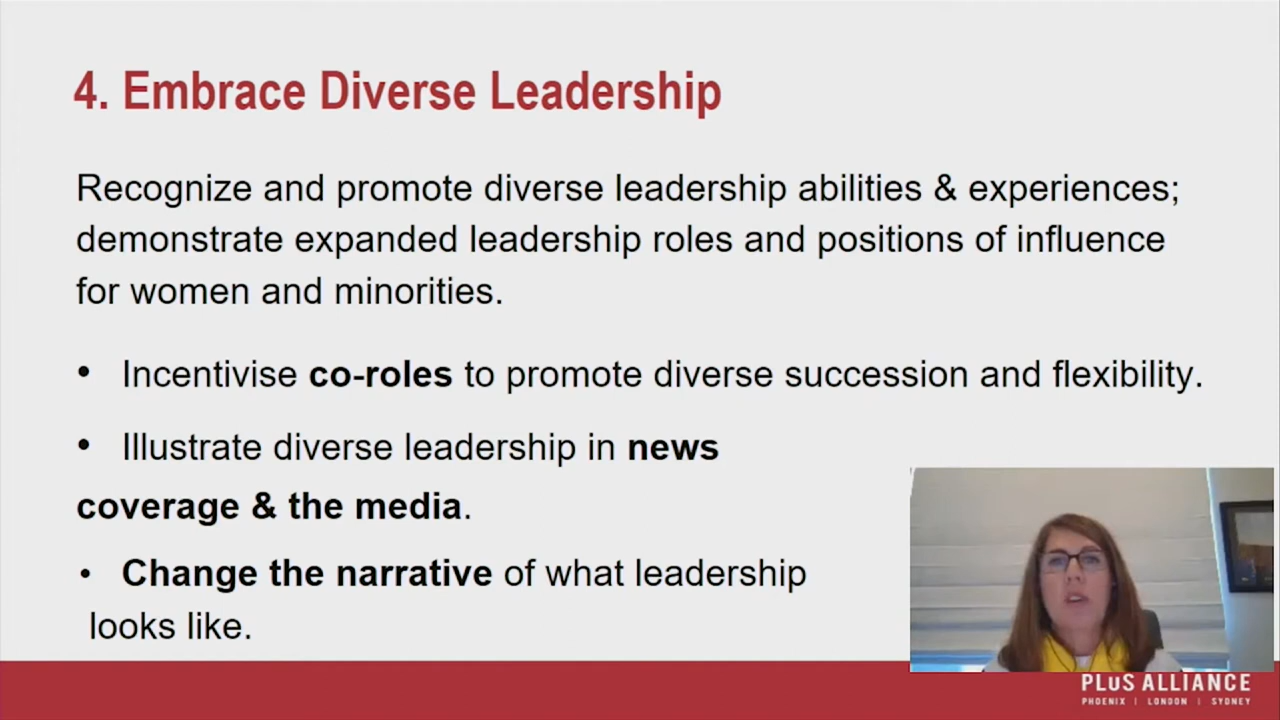 4. Embrace Diverse Leadership
Recognize and promote diverse leadership abilities & experiences;
demonstrate expanded leadership roles and positions of influence
for women and minorities.
• Incentivise co-roles to promote diverse succession and flexibility.
• Illustrate diverse leadership in news
coverage & the media.
• Change the narrative of what leadership
looks like.
PLuS ALLIANCE
PHOENIX | LONDON | SYDNEY